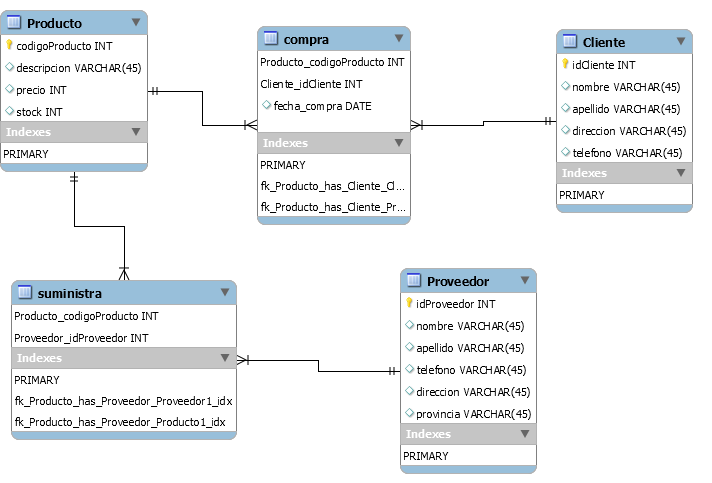 Producto
codigoProducto INT
descripcion VARCHAR(45)
precio INT
stock INT
Indexes
PRIMARY
compra
Producto_codigoProducto INT
Cliente_idCliente INT
fecha_compra DATE
Indexes
PRIMARY
fk_Producto_has_Cliente_Cl...
fk_Producto_has_Cliente_Pr...
Cliente
idCliente INT
nombre VARCHAR(45)
apellido VARCHAR(45)
direccion VARCHAR(45)
telefono VARCHAR(45)
Indexes
PRIMARY
suministra
Producto_codigoProducto INT
Proveedor_idProveedor INT
Indexes
PRIMARY
fk_Producto_has_Proveedor_Proveedor1_idx
fk_Producto_has_Proveedor_Producto1_idx
Proveedor
idProveedor INT
nombre VARCHAR(45)
apellido VARCHAR(45)
telefono VARCHAR(45)
direccion VARCHAR(45)
provincia VARCHAR(45)
Indexes
PRIMARY